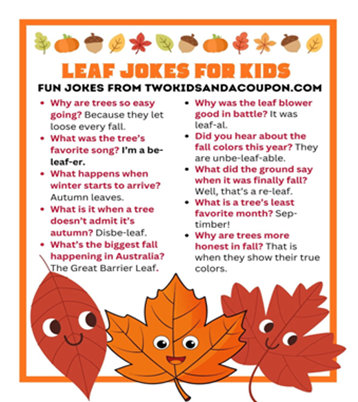 LEAF JOKES FOR KIDS
FUN JOKES FROM TWOKIDSANDACOUPON.COM
• Why are trees so easy
going? Because they let
loose every fall.
• What was the tree's
favorite song? I'm a be-
leaf-er.
• What happens when
winter starts to arrive?
Autumn leaves.
• What is it when a tree
doesn't admit it's
autumn? Disbe-leaf.
• What's the biggest fall
happening in Australia?
The Great Barrier Leaf.
• Why was the leaf blower
good in battle? It was
leaf-al.
• Did you hear about the
fall colors this year? They
are unbe-leaf-able.
• What did the ground say
when it was finally fall?
Well, that's a re-leaf.
• What is a tree's least
favorite month? Sep-
timber!
• Why are trees more
honest in fall? That is
when they show their true
colors.